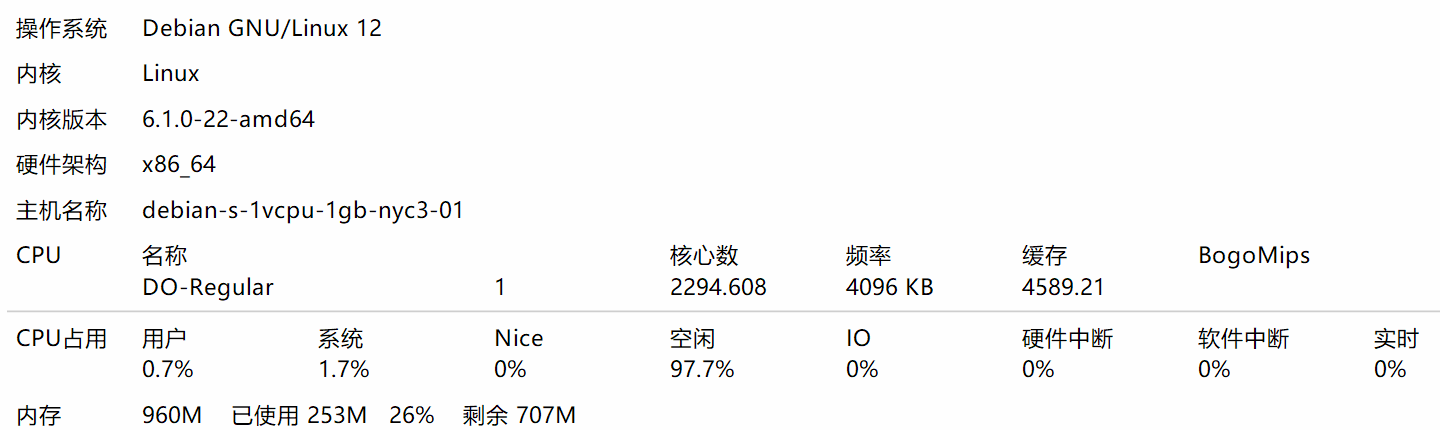 操作系统 Debian GNU/Linux 12
内核 Linux
内核版本 6.1.0-22-amd64
硬件架构 x86_64
主机名称 debian-s-1vcpu-1gb-nyc3-01
CPU 名称 核心数 频率 缓存 BogoMips
DO-Regular 1 2294.608 4096 KB 4589.21
CPU占用 用户 系统 Nice 空闲 IO 硬件中断 软件中断 实时
0.7% 1.7% 0% 97.7% 0% 0% 0% 0%
内存 960M 已使用 253M 26% 剩余 707M